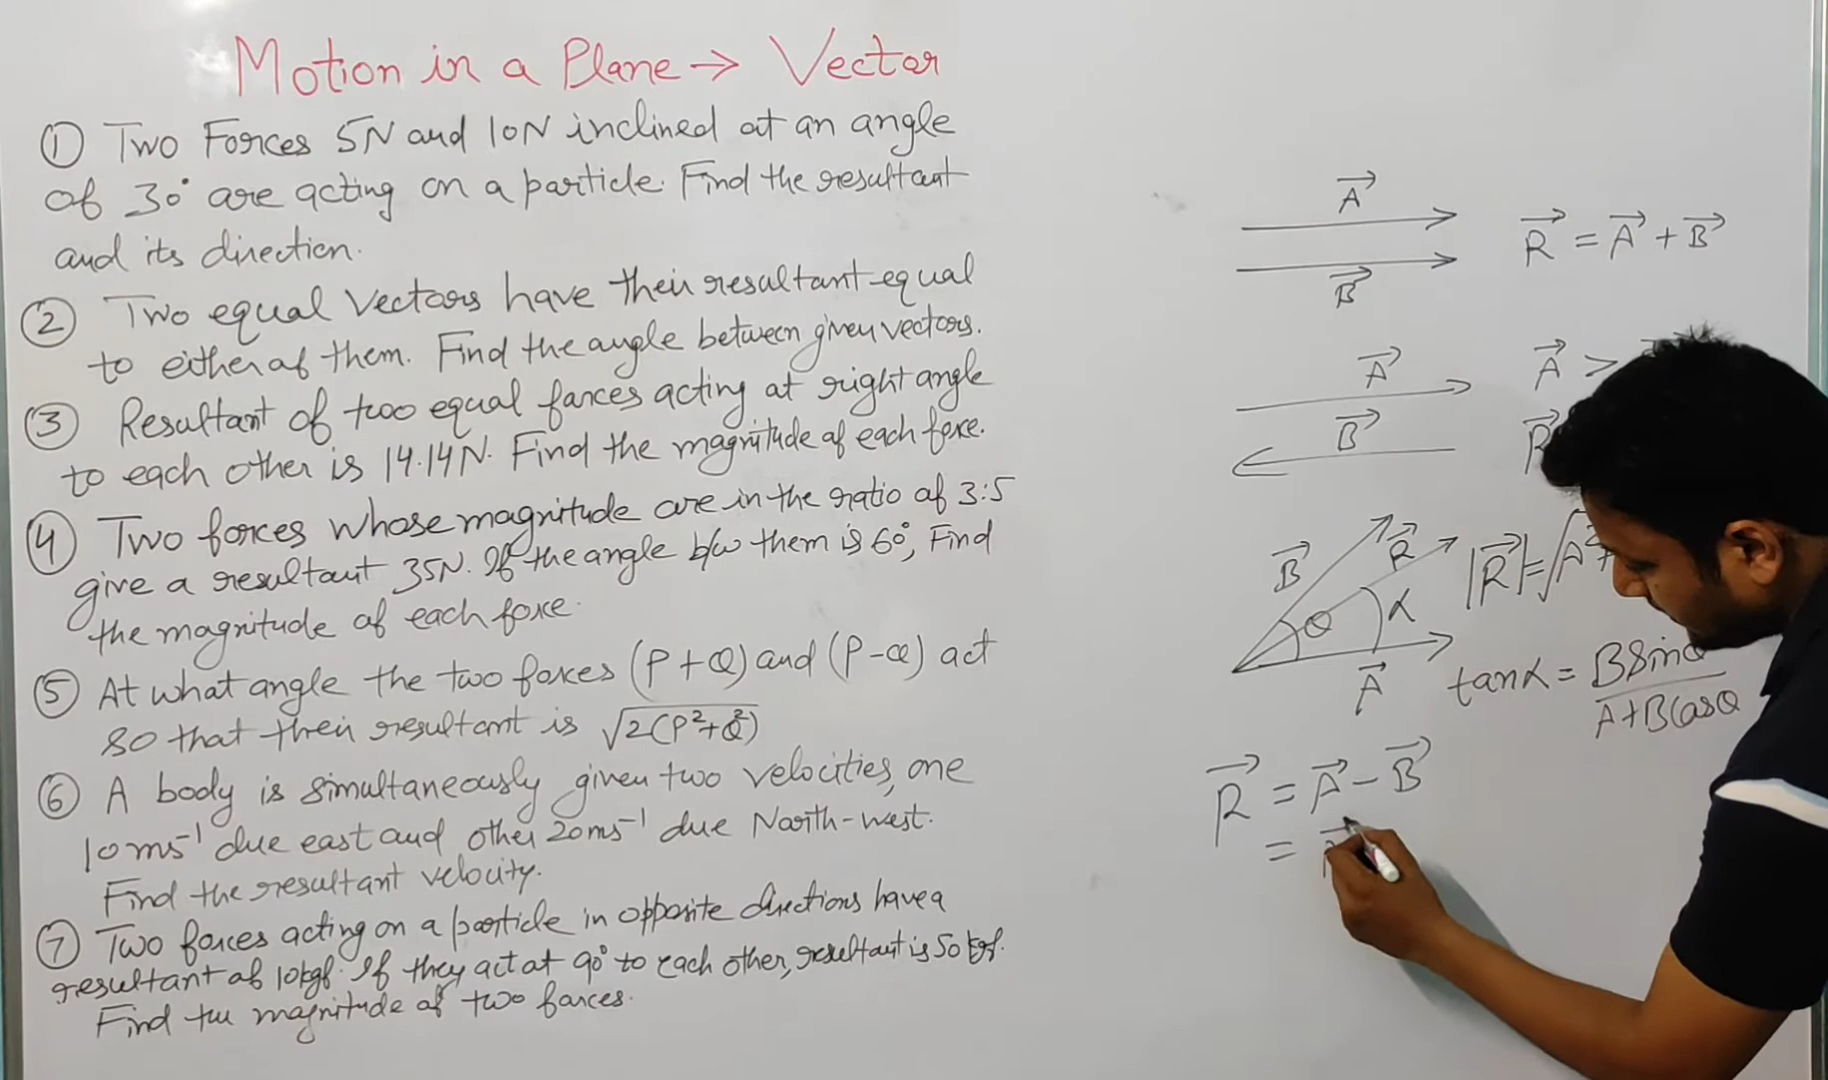 Motion in a Plane → Vector
① Two Forces 5N and 10N inclined at an angle
of 30° are acting on a particle. Find the resultant
and its direction.
② Two equal Vectors have their resultant equal
to either of them. Find the angle between given vectors.
③ Resultant of two equal forces acting at right angle
to each other is 14.14N. Find the magnitude of each force.
④ Two forces whose magnitude are in the ratio of 3:5
give a resultant 35N. If the angle b/w them is 60°, Find
the magnitude of each force.
⑤ At what angle the two forces (P+Q) and (P-Q) act
so that their resultant is √2(P²+Q²)
⑥ A body is simultaneously given two velocities, one
10ms⁻¹ due east and other 20ms⁻¹ due North-west.
Find the resultant velocity.
⑦ Two forces acting on a particle in opposite directions have a
resultant of 10kgf. If they act at 90° to each other, resultant is 50 kgf.
Find the magnitude of two forces.
A⃗
R⃗ = A⃗ + B⃗
B⃗
A⃗
A⃗ >
B⃗
R⃗
B⃗ R⃗ |R⃗| = √A²+
θ α
A⃗
tanα = B sinθ / A+B Cosθ
R⃗ = A⃗ - B⃗
=